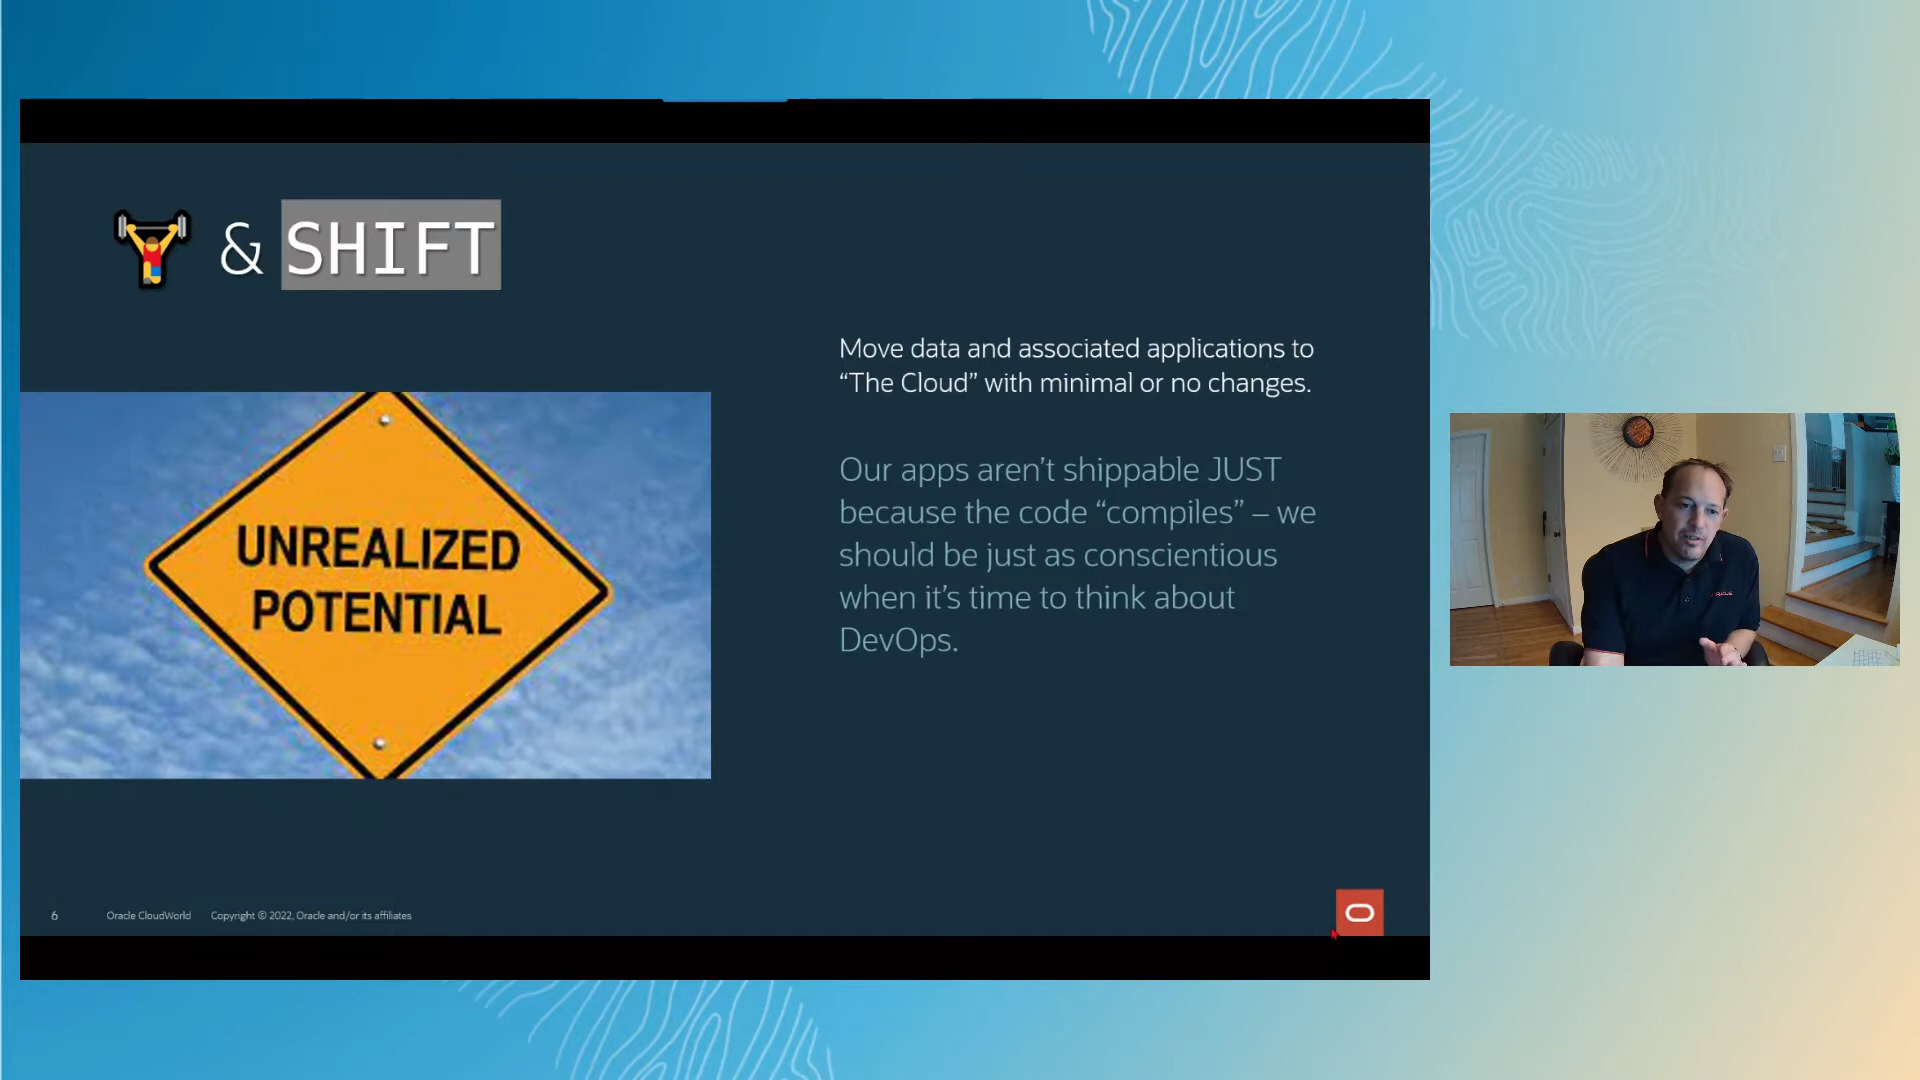 & SHIFT
Move data and associated applications to
“The Cloud” with minimal or no changes.
UNREALIZED
POTENTIAL
Our apps aren’t shippable JUST
because the code “compiles” – we
should be just as conscientious
when it’s time to think about
DevOps.
6 Oracle CloudWorld Copyright © 2022, Oracle and/or its affiliates